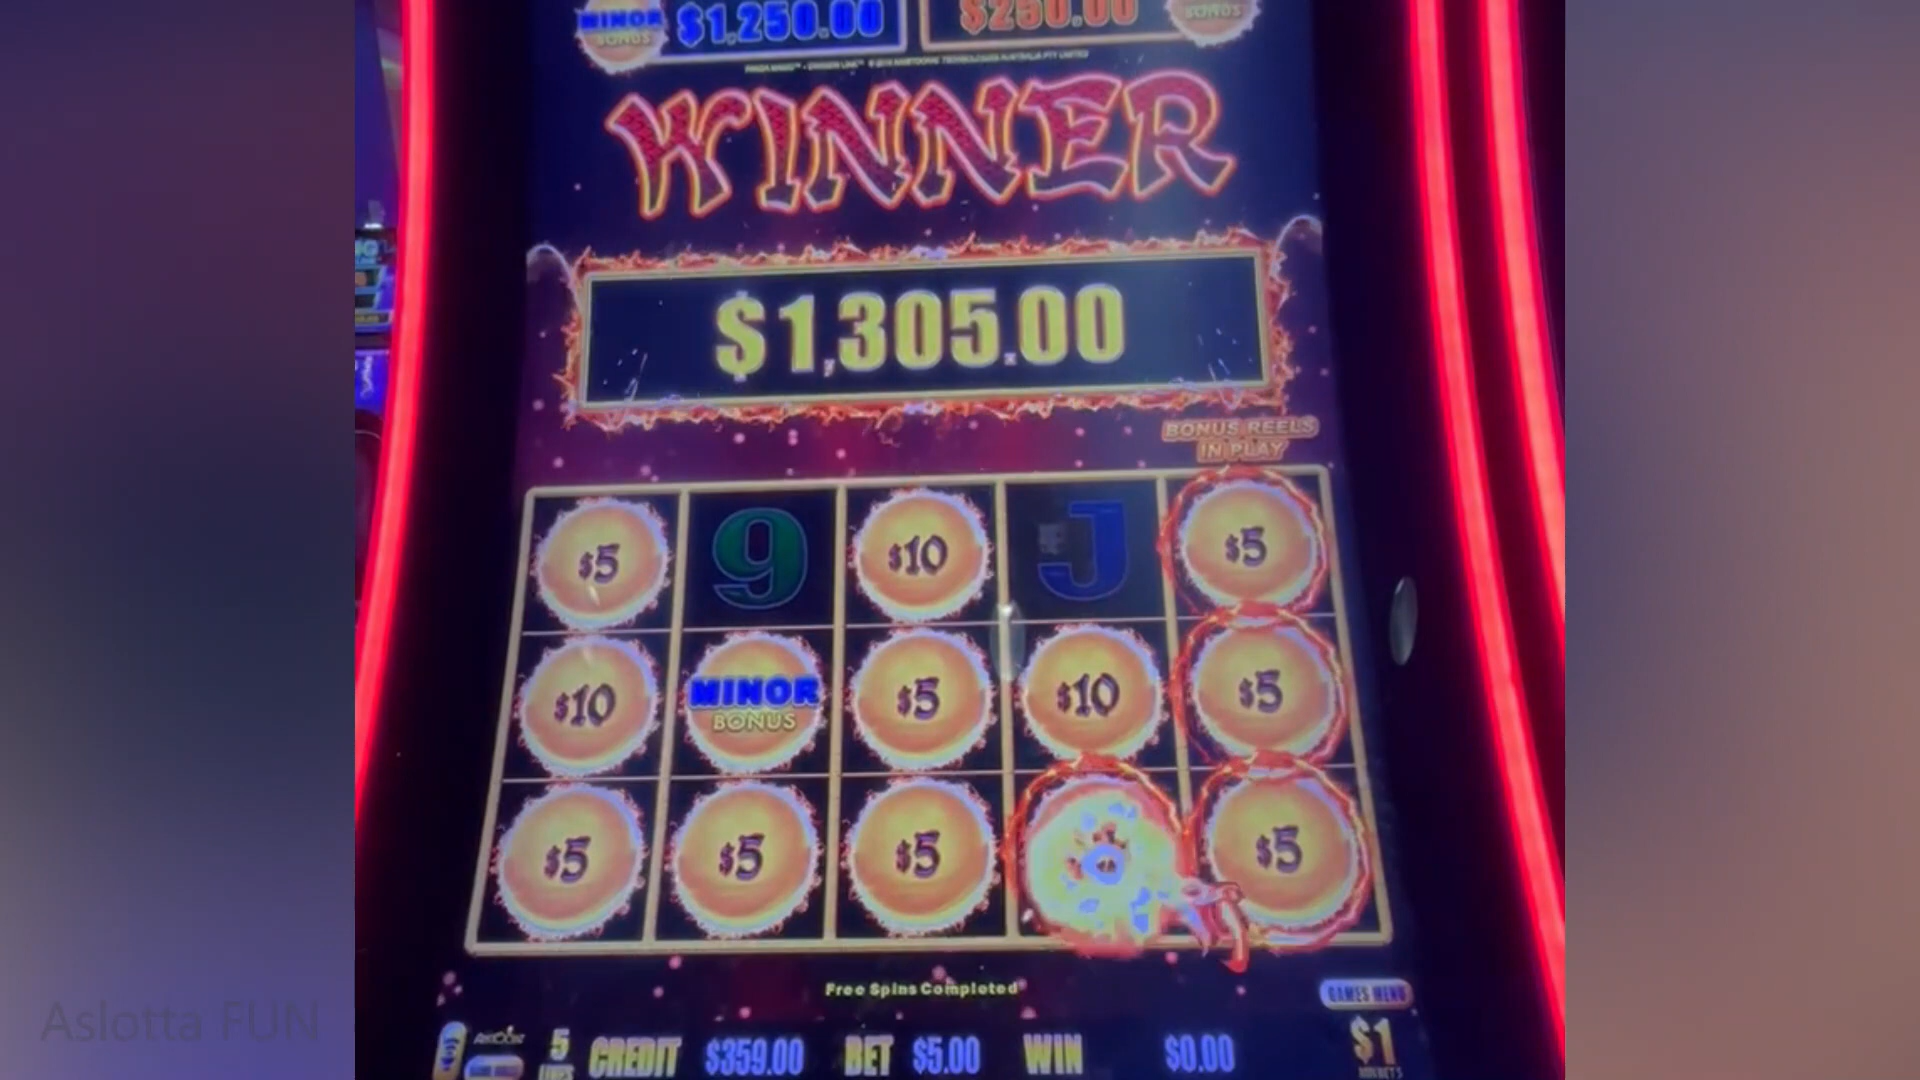 MINOR $1,250.00 $250.00
BONUS BONUS
WINNER
$1,305.00
BONUS REELS
IN PLAY
$5 9 $10 J $5
$10 MINOR BONUS $5 $10 $5
$5 $5 $5 $5
Free Spins Completed
GAMES MENU
5 LINES CREDIT $359.00 BET $5.00 WIN $0.00 $1
Aslotta FUN